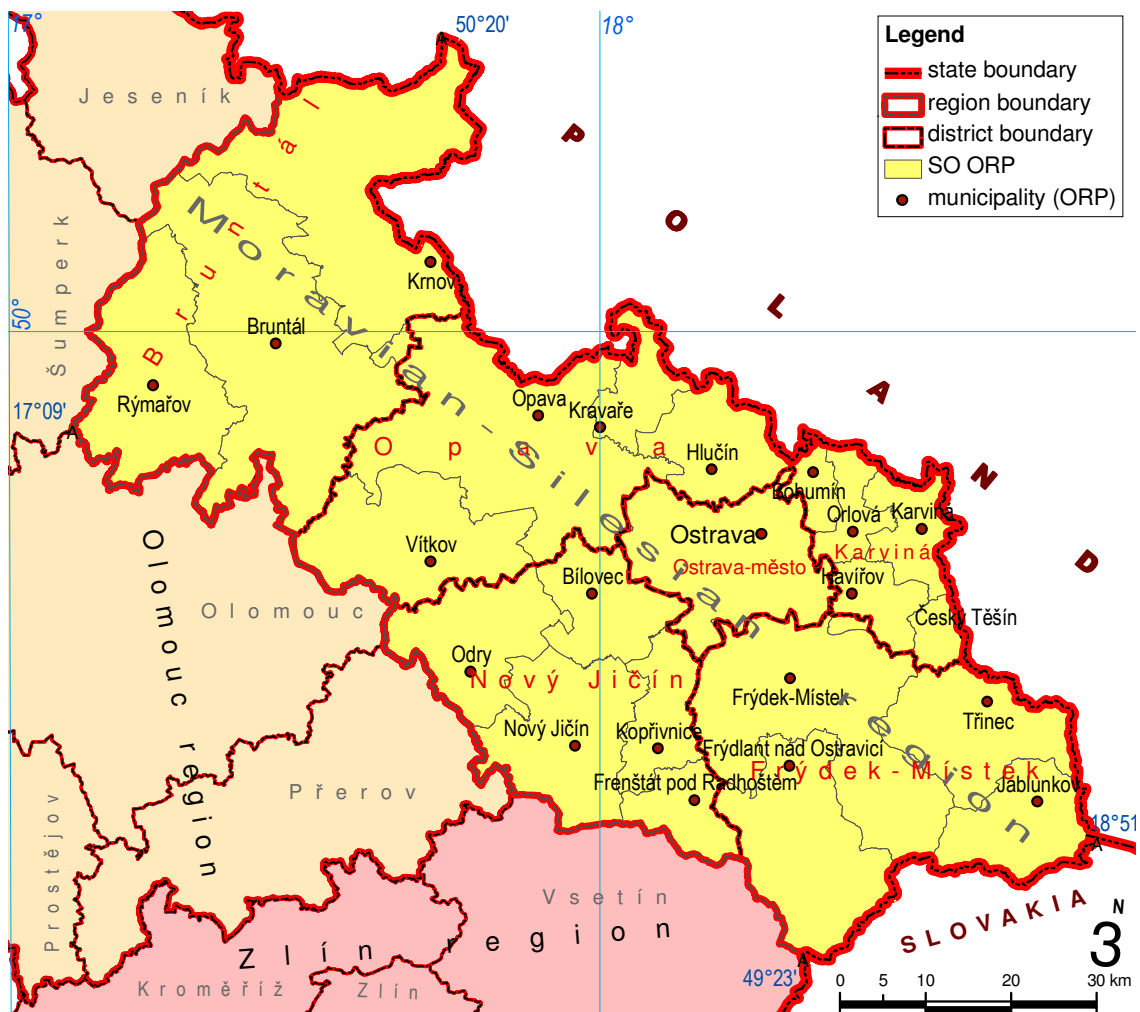 17°
50°20'
18°
Legend
state boundary
region boundary
district boundary
SO ORP
municipality (ORP)
Jeseník
POLAND
Bruntál
Moravian-Silesian region
Šumperk
Krnov
50°
Bruntál
Rýmařov
17°09'
Opava
Kravaře
Opava
Hlučín
Bohumín
Orlová
Karviná
Ostrava
Karviná
Ostrava-město
Vítkov
Bílovec
Havířov
Český Těšín
Olomouc region
Olomouc
Odry
Nový Jičín
Frýdek-Místek
Třinec
Nový Jičín
Kopřivnice
Frýdlant nad Ostravicí
Frýdek-Místek
Frenštát pod Radhoštěm
Jablunkov
Přerov
Prostějov
18°51'
Vsetín
SLOVAKIA
Zlín region
49°23'
Kroměříž
Zlín
N
3
0 10 20 30 km